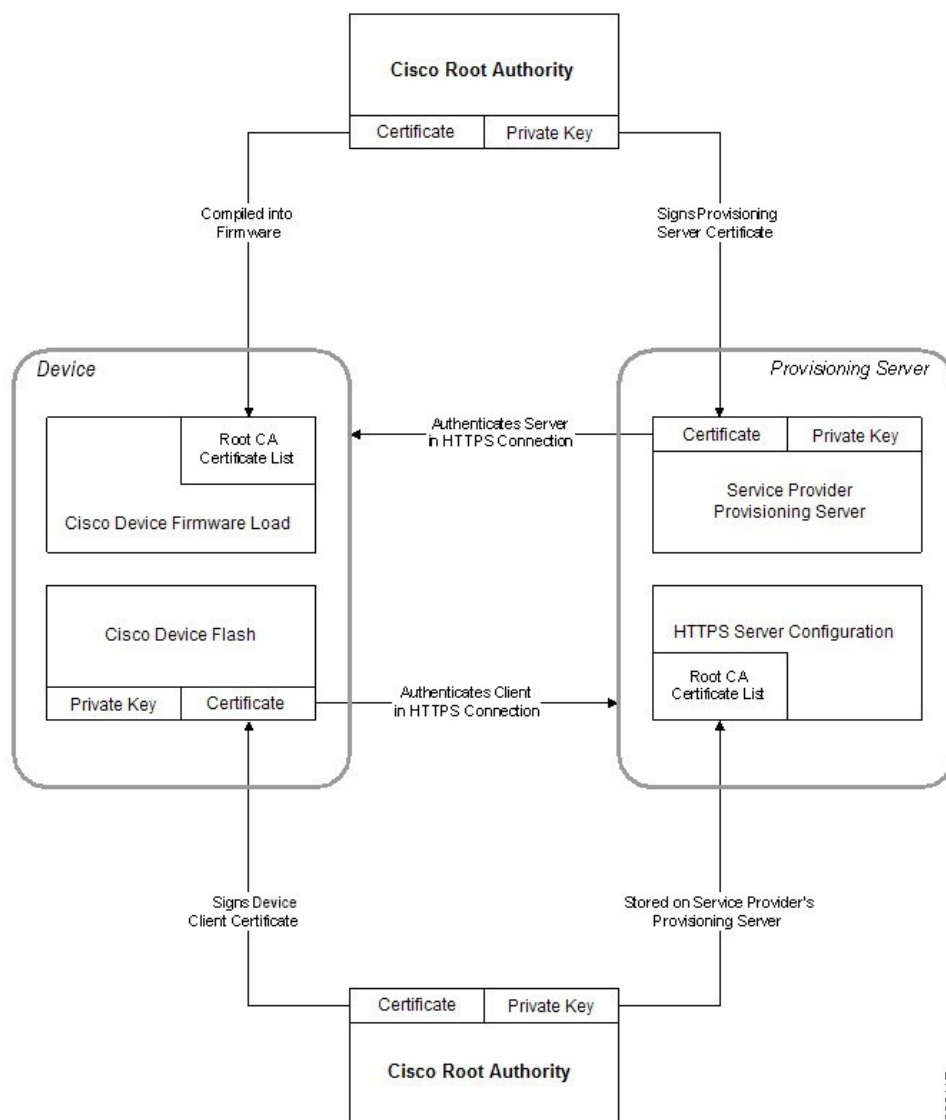 Cisco Root Authority
Certificate
Private Key
Compiled into
Firmware
Signs Provisioning
Server Certificate
Device
Provisioning Server
Root CA
Certificate List
Cisco Device Firmware Load
Authenticates Server
in HTTPS Connection
Certificate
Private Key
Service Provider
Provisioning Server
Cisco Device Flash
Private Key
Certificate
Authenticates Client
in HTTPS Connection
HTTPS Server Configuration
Root CA
Certificate List
Signs Device
Client Certificate
Stored on Service Provider's
Provisioning Server
Certificate
Private Key
Cisco Root Authority